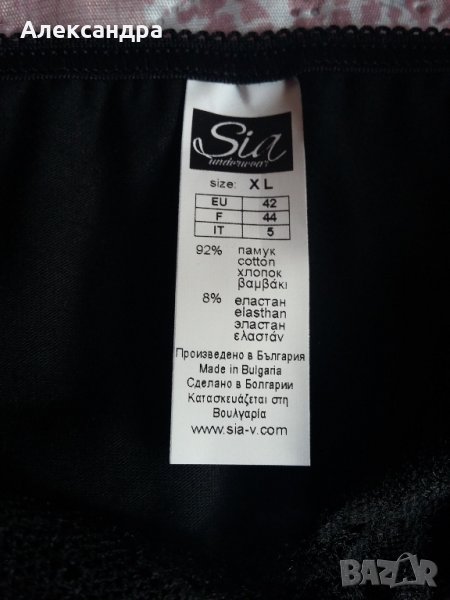 Александра
Sia
underwear
size: XL
EU 42
F 44
IT 5
92% памук
cotton
хлопок
βαμβάκι
8% еластан
elasthan
эластан
ελαστάν
Произведено в България
Made in Bulgaria
Сделано в Болгарии
Κατασκευάζεται στη
Βουλγαρία
www.sia-v.com
BAZAR